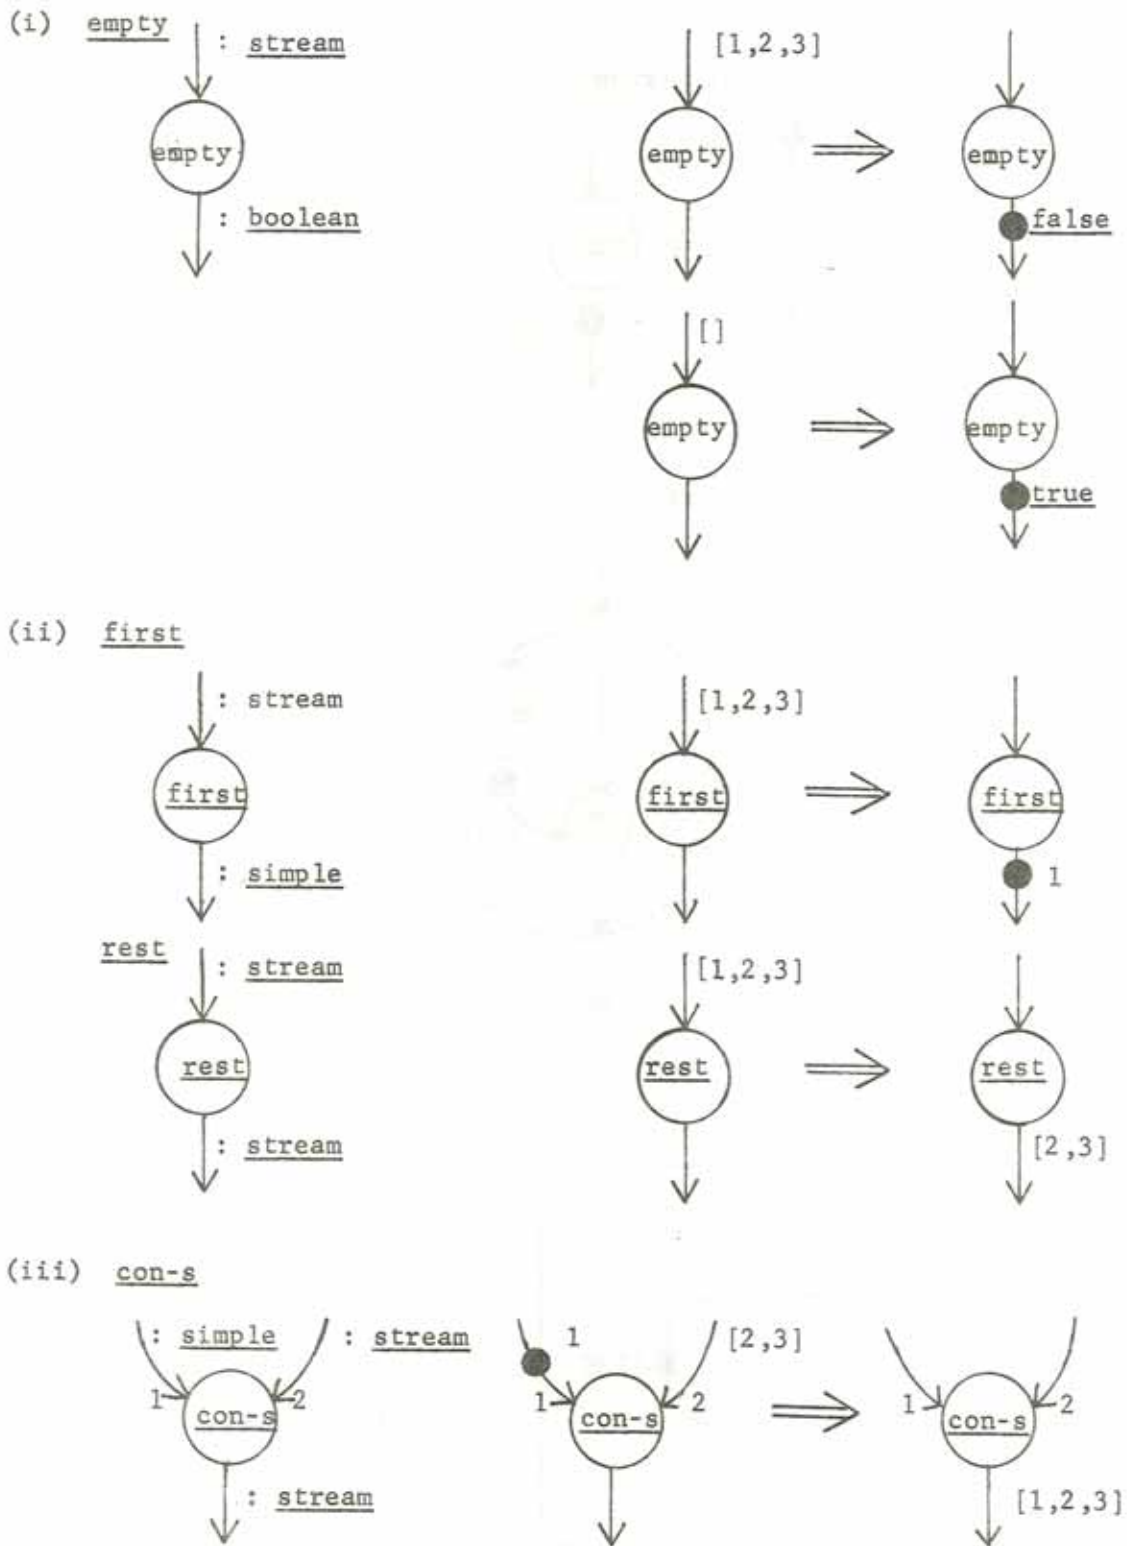 (i) empty : stream [1,2,3]
empty empty empty
: boolean false
[]
empty empty
true
(ii) first
: stream [1,2,3]
first first first
: simple 1
rest : stream [1,2,3]
rest rest rest
: stream [2,3]
(iii) con-s
: simple : stream 1 [2,3]
1 2 1 2 1 2
con-s con-s con-s
: stream [1,2,3]